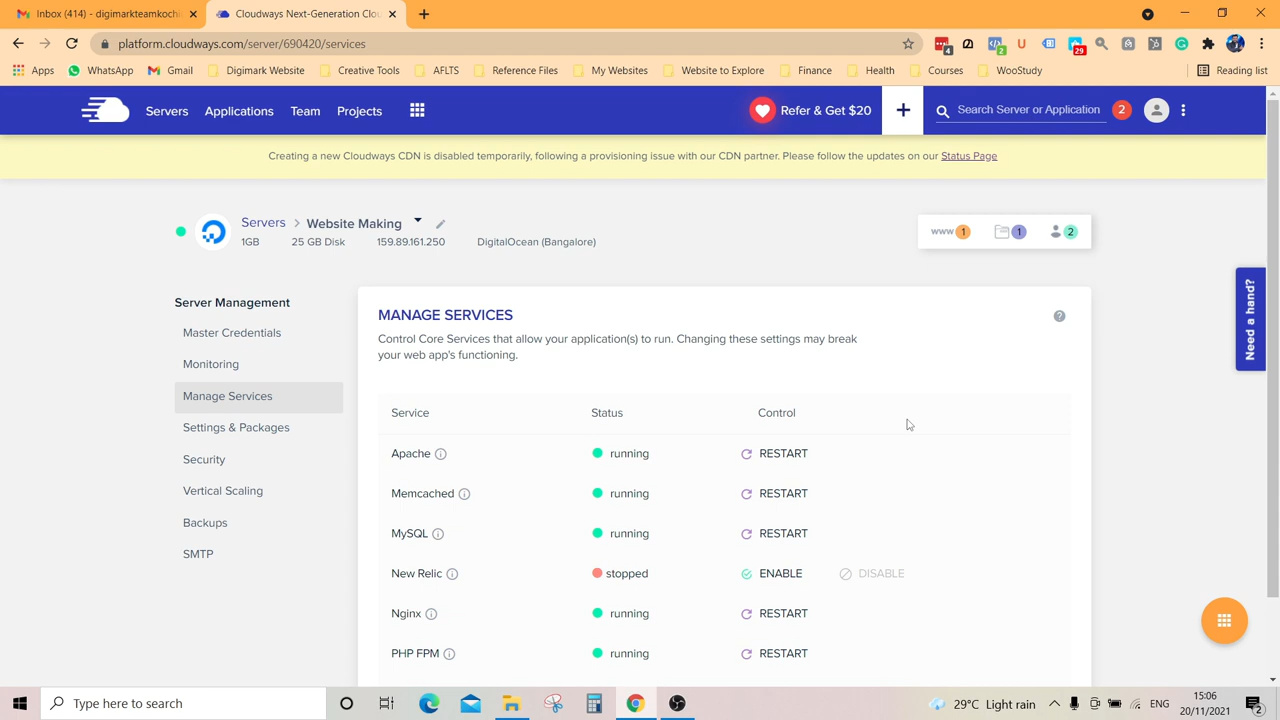 Inbox (414) - digimarkteamkochi
Cloudways Next-Generation Clou
platform.cloudways.com/server/690420/services
4
2
29
Apps
WhatsApp
Gmail
Digimark Website
Creative Tools
AFLTS
Reference Files
My Websites
Website to Explore
Finance
Health
Courses
WooStudy
Reading list
Servers
Applications
Team
Projects
Refer & Get $20
+
Search Server or Application
2
Creating a new Cloudways CDN is disabled temporarily, following a provisioning issue with our CDN partner. Please follow the updates on our Status Page
Servers > Website Making
1GB
25 GB Disk
159.89.161.250
DigitalOcean (Bangalore)
www 1
1
2
Server Management
Master Credentials
Monitoring
Manage Services
Settings & Packages
Security
Vertical Scaling
Backups
SMTP
MANAGE SERVICES
?
Control Core Services that allow your application(s) to run. Changing these settings may break
your web app's functioning.
Service Status Control
Apache running RESTART
Memcached running RESTART
MySQL running RESTART
New Relic stopped ENABLE DISABLE
Nginx running RESTART
PHP FPM running RESTART
Need a hand?
Type here to search
29°C Light rain
ENG
15:06
20/11/2021
2